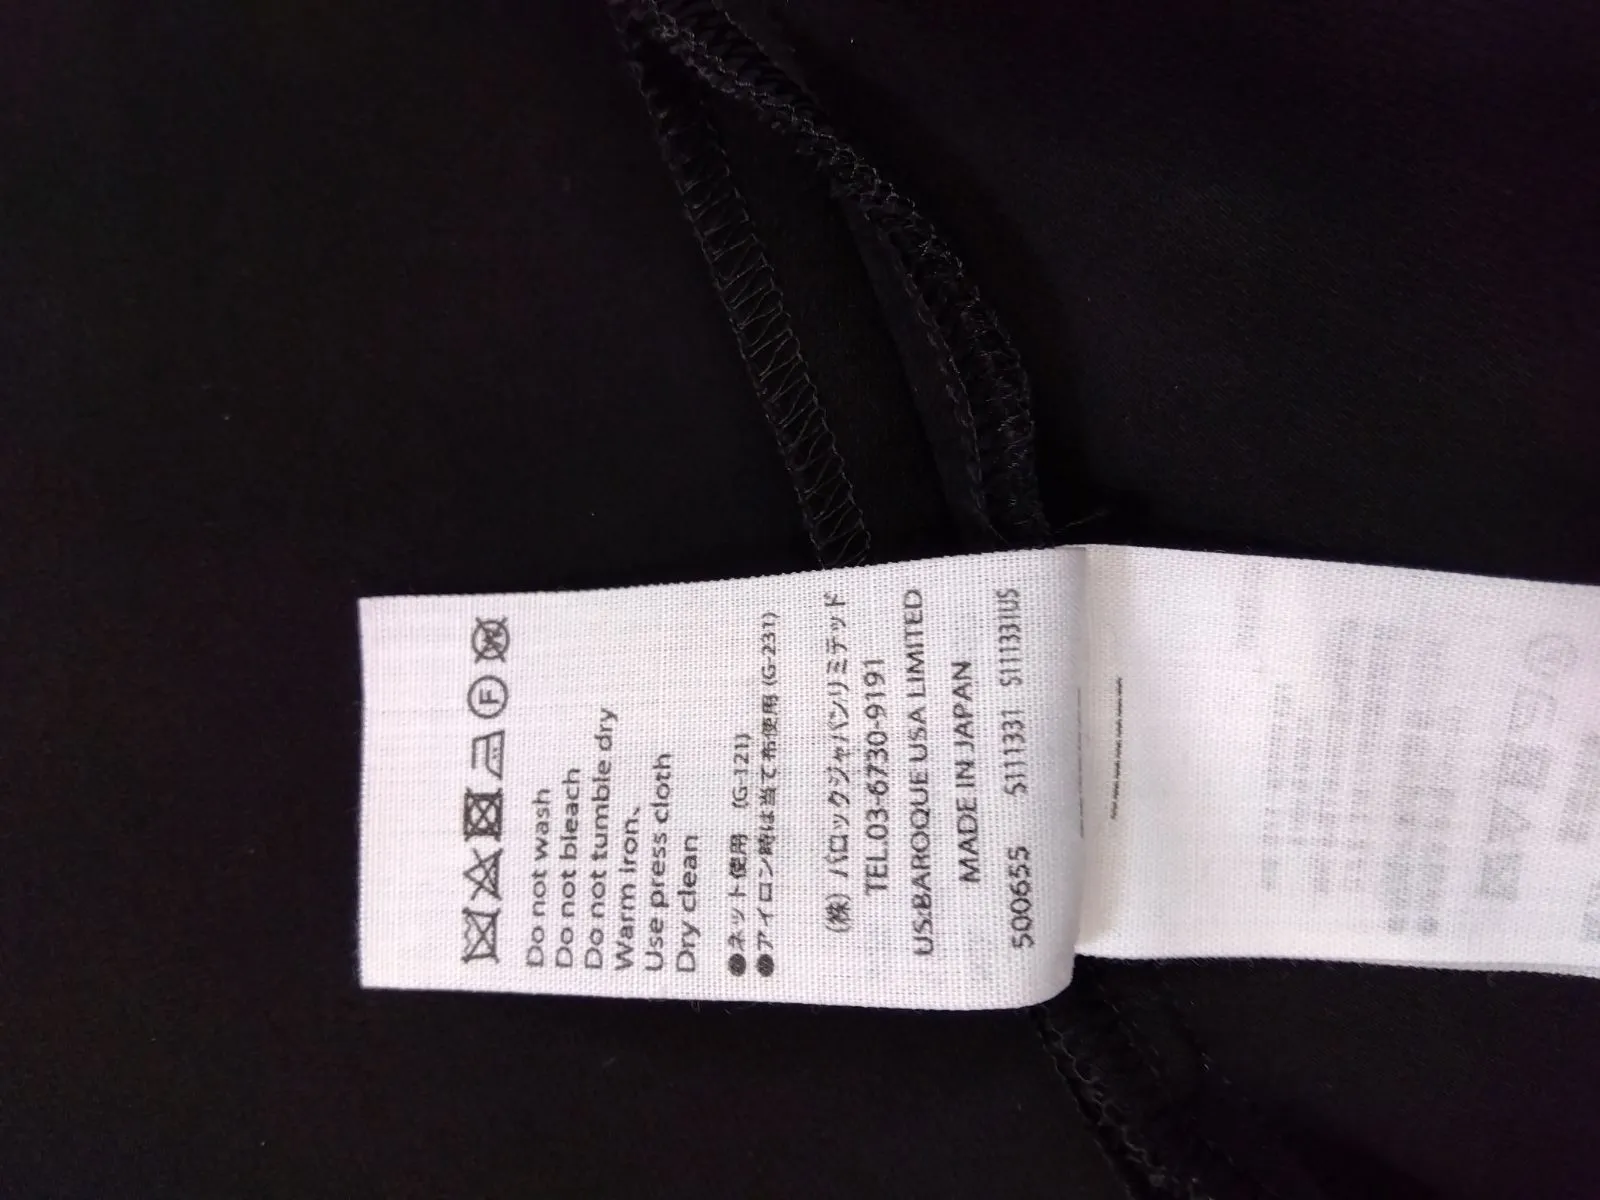 Do not wash
Do not bleach
Do not tumble dry
Warm iron、
Use press cloth
Dry clean
●ネット使用 (G-121)
●アイロン時は当て布使用 (G-231)
(株) バロックジャパンリミテッド
TEL.03-6730-9191
US:BAROQUE USA LIMITED
MADE IN JAPAN
500655 S111331 S111331US